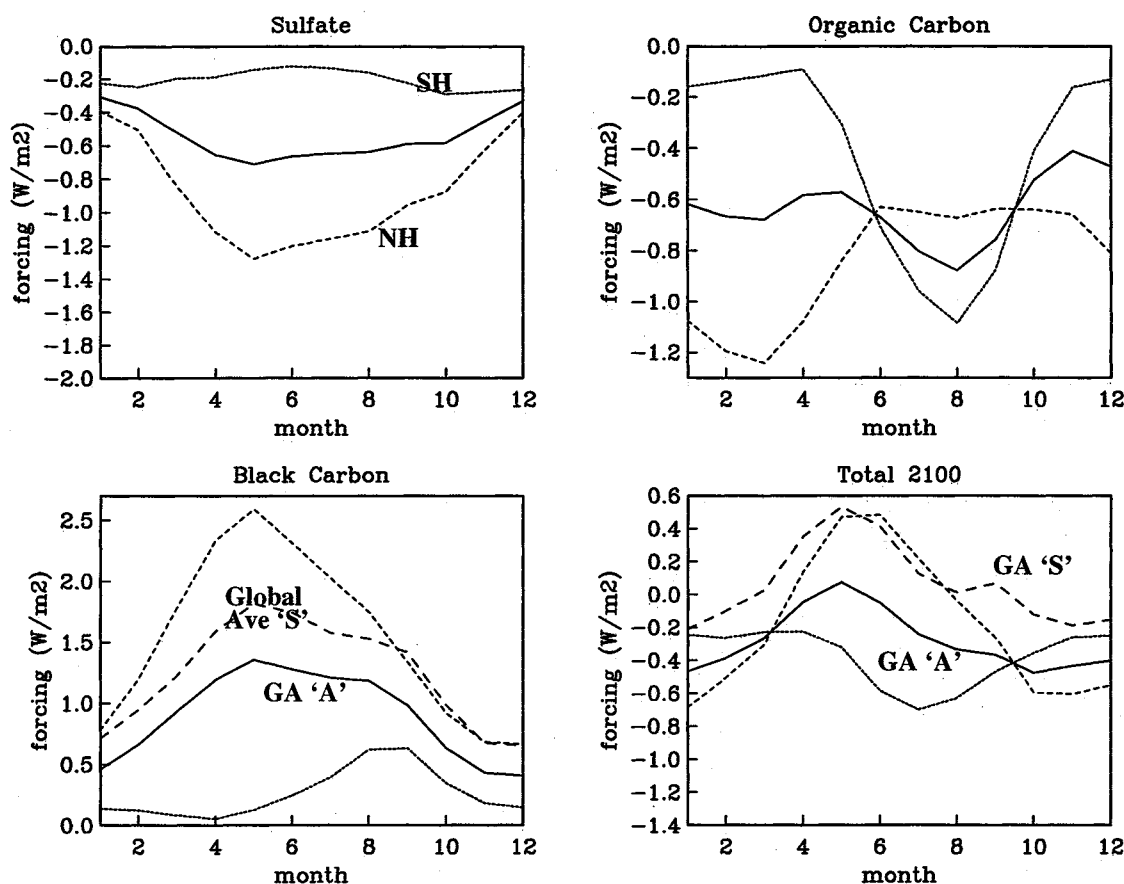 Sulfate
0.0
−0.2
−0.4
−0.6
−0.8
−1.0
−1.2
−1.4
−1.6
−1.8
−2.0
forcing (W/m2)
SH
NH
2 4 6 8 10 12
month
Organic Carbon
0.0
−0.2
−0.4
−0.6
−0.8
−1.0
−1.2
forcing (W/m2)
2 4 6 8 10 12
month
Black Carbon
2.5
2.0
1.5
1.0
0.5
0.0
forcing (W/m2)
Global
Ave ‘S’
GA ‘A’
2 4 6 8 10 12
month
Total 2100
0.6
0.4
0.2
0.0
−0.2
−0.4
−0.6
−0.8
−1.0
−1.2
−1.4
forcing (W/m2)
GA ‘S’
GA ‘A’
2 4 6 8 10 12
month